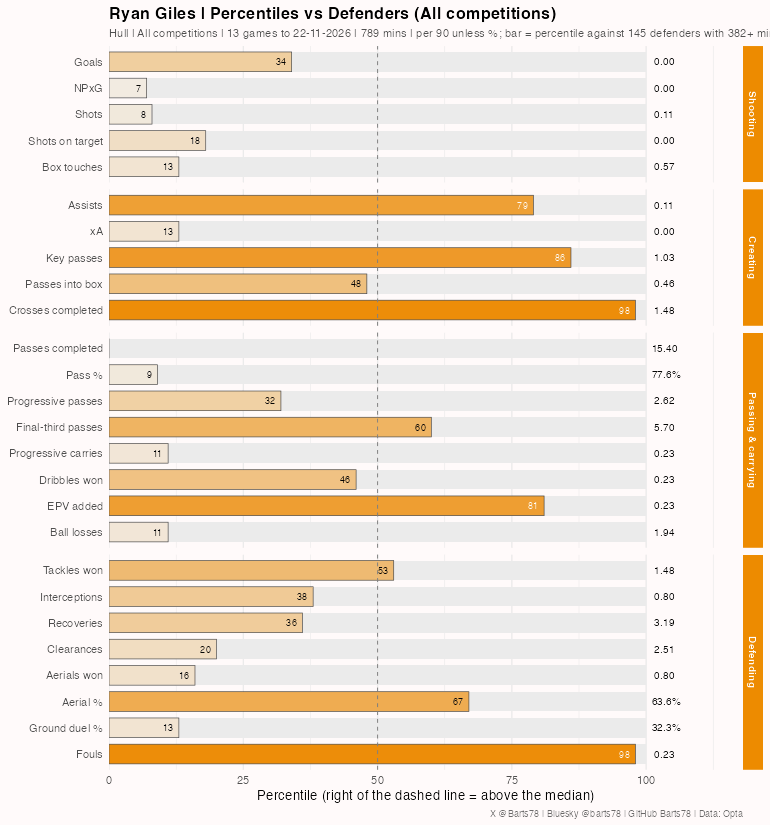 Ryan Giles | Percentiles vs Defenders (All competitions)
Hull | All competitions | 13 games to 22-11-2026 | 789 mins | per 90 unless %; bar = percentile against 145 defenders with 382+ mi
Goals 34 0.00
NPxG 7 0.00
Shots 8 0.11
Shots on target 18 0.00
Box touches 13 0.57
Shooting
Assists 79 0.11
xA 13 0.00
Key passes 86 1.03
Passes into box 48 0.46
Crosses completed 98 1.48
Creating
Passes completed 15.40
Pass % 9 77.6%
Progressive passes 32 2.62
Final-third passes 60 5.70
Progressive carries 11 0.23
Dribbles won 46 0.23
EPV added 81 0.23
Ball losses 11 1.94
Passing & carrying
Tackles won 53 1.48
Interceptions 38 0.80
Recoveries 36 3.19
Clearances 20 2.51
Aerials won 16 0.80
Aerial % 67 63.6%
Ground duel % 13 32.3%
Fouls 98 0.23
Defending
0 25 50 75 100
Percentile (right of the dashed line = above the median)
X @Barts78 | Bluesky @barts78 | GitHub Barts78 | Data: Opta